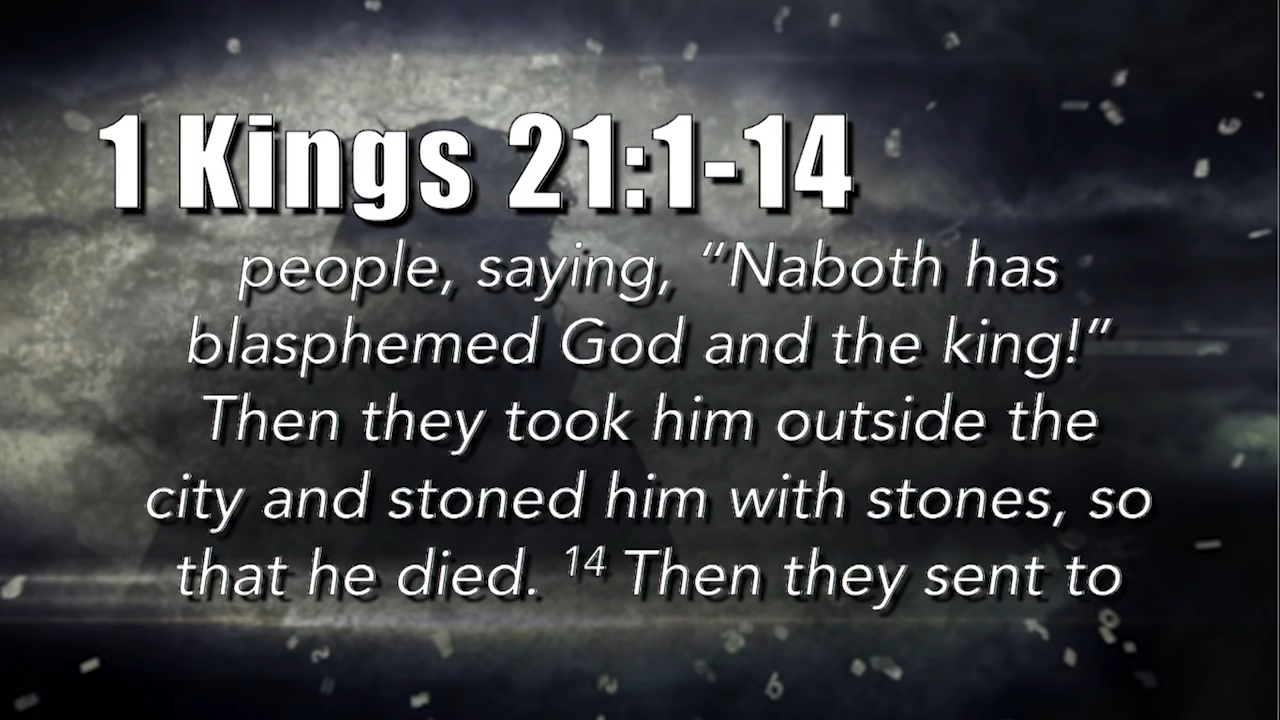 1 Kings 21:1-14
people, saying, “Naboth has
blasphemed God and the king!”
Then they took him outside the
city and stoned him with stones, so
that he died. 14 Then they sent to